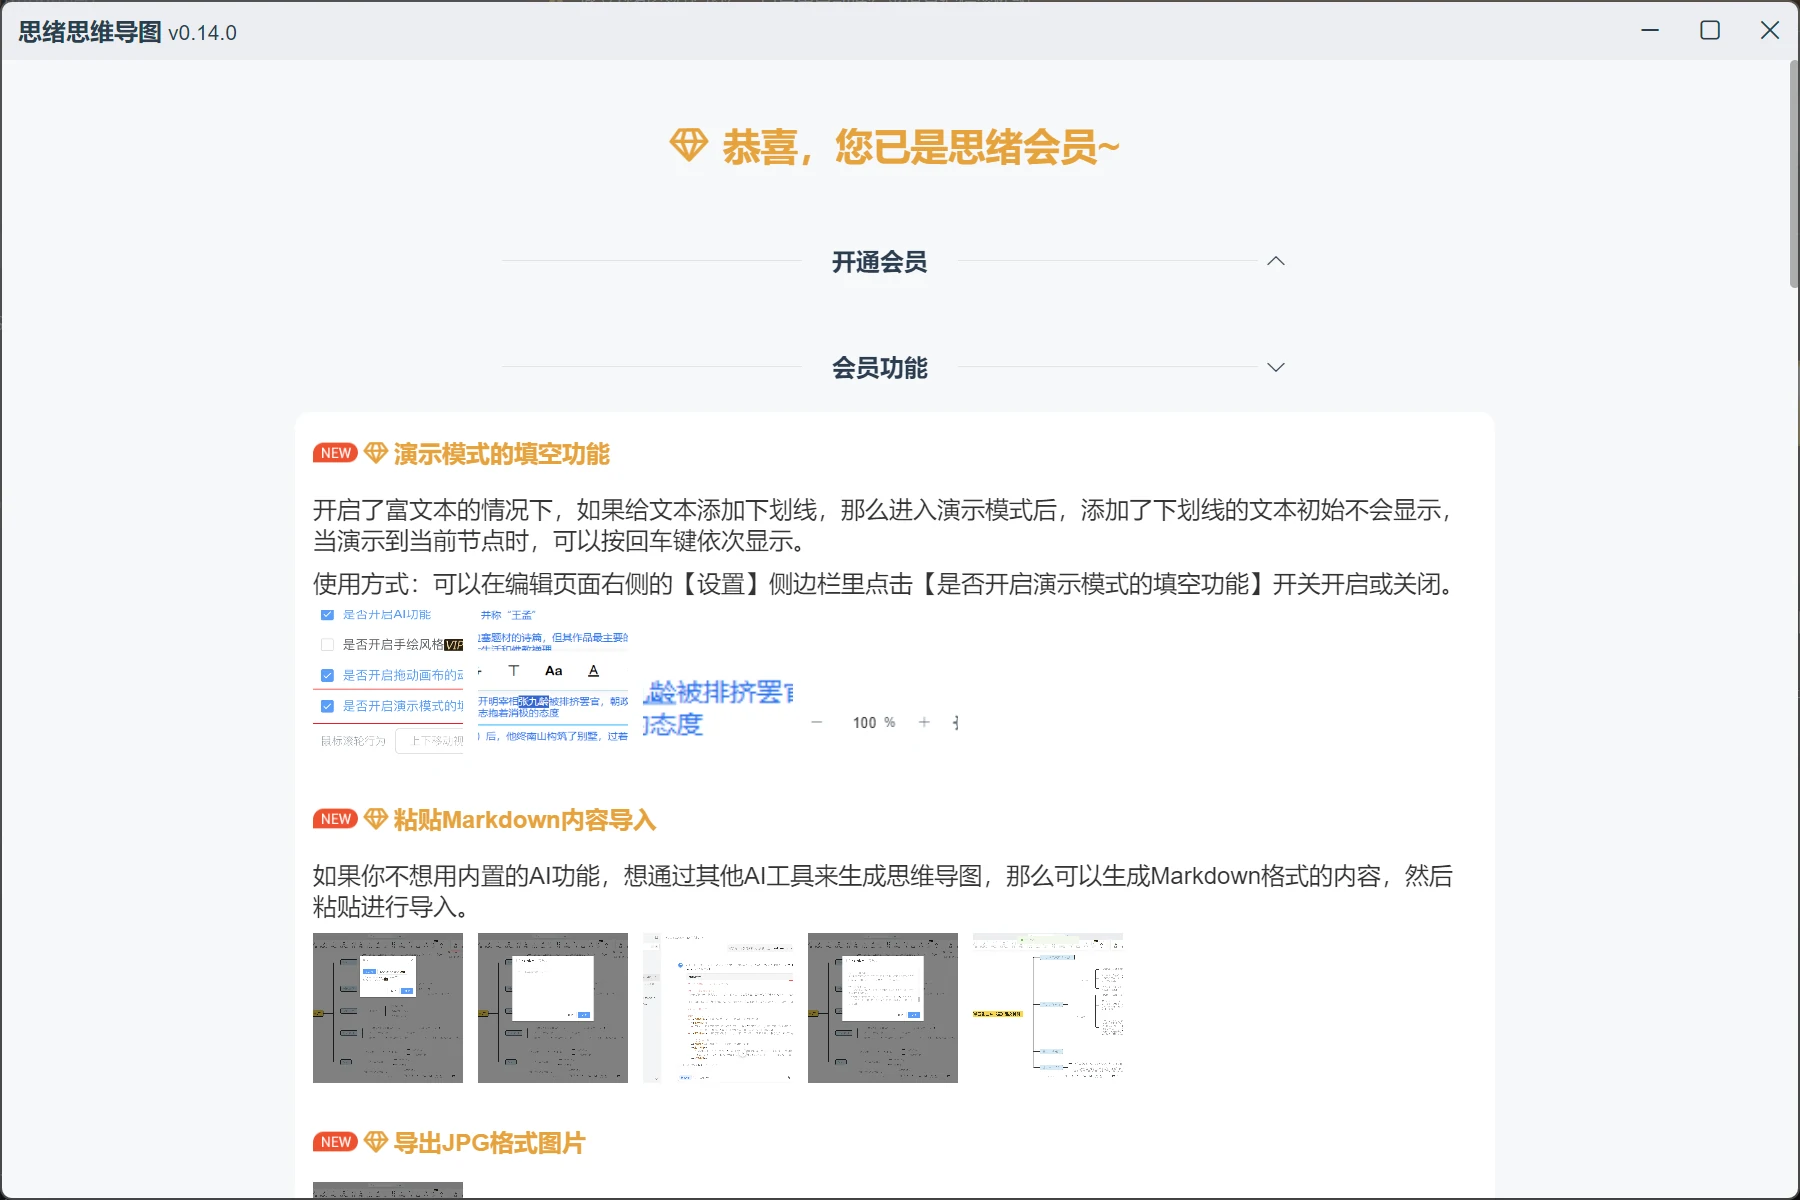 思绪思维导图 v0.14.0
恭喜，您已是思绪会员~
开通会员
会员功能
NEW 演示模式的填空功能
开启了富文本的情况下，如果给文本添加下划线，那么进入演示模式后，添加了下划线的文本初始不会显示，
当演示到当前节点时，可以按回车键依次显示。
使用方式：可以在编辑页面右侧的【设置】侧边栏里点击【是否开启演示模式的填空功能】开关开启或关闭。
是否开启AI功能
是否开启手绘风格VIP
是否开启拖动画布的
是否开启演示模式的
鼠标滚轮行为 上下移动视
并称“王孟”
塞题材的诗篇，但其作品最主要
T Aa A
开明宰相张九龄被排挤罢官，朝政
志抱着消极的态度
后，他终南山构筑了别墅，过着
龄被排挤罢
态度
100 %
NEW 粘贴Markdown内容导入
如果你不想用内置的AI功能，想通过其他AI工具来生成思维导图，那么可以生成Markdown格式的内容，然后
粘贴进行导入。
NEW 导出JPG格式图片